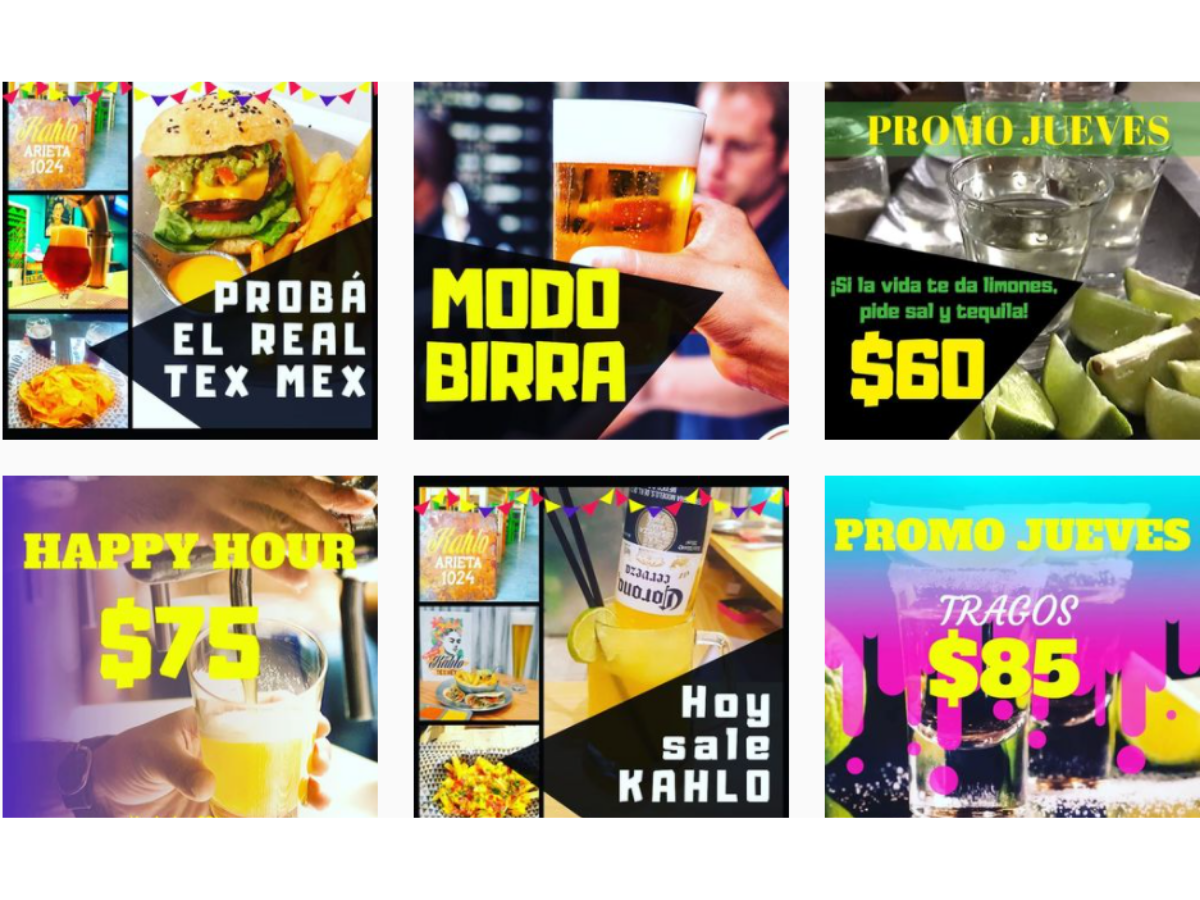 Kahlo
ARIETA
1024
PROBÁ
EL REAL
TEX MEX
MODO
BIRRA
PROMO JUEVES
¡Si la vida te da limones,
pide sal y tequila!
$60
HAPPY HOUR
$75
Kahlo
ARIETA
1024
Kahlo
Corona
cerveza
Hoy
sale
KAHLO
PROMO JUEVES
TRAGOS
$85